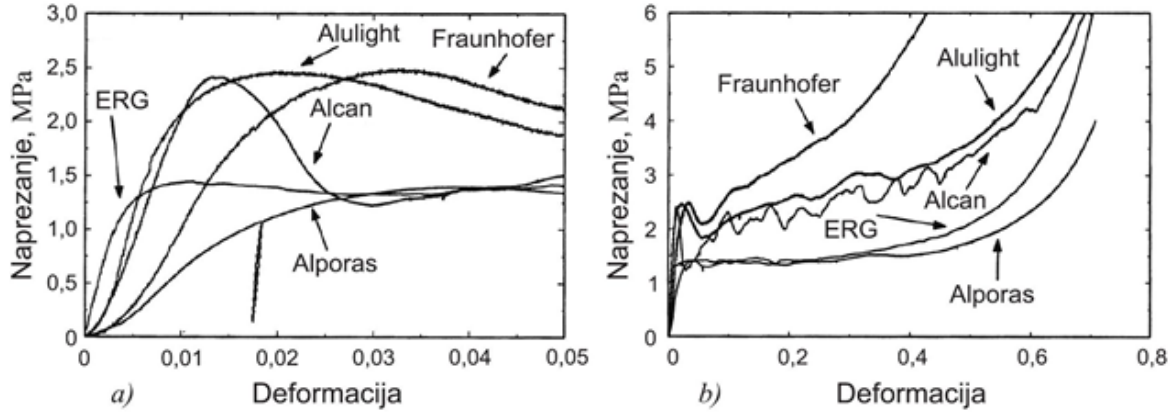 3,0
2,5
2,0
1,5
1,0
0,5
0
Naprezanje, MPa
Alulight
Fraunhofer
ERG
Alcan
Alporas
0
0,01
0,02
0,03
0,04
0,05
a)
Deformacija
6
5
4
3
2
1
0
Naprezanje, MPa
Fraunhofer
Alulight
Alcan
ERG
Alporas
0
0,2
0,4
0,6
0,8
b)
Deformacija